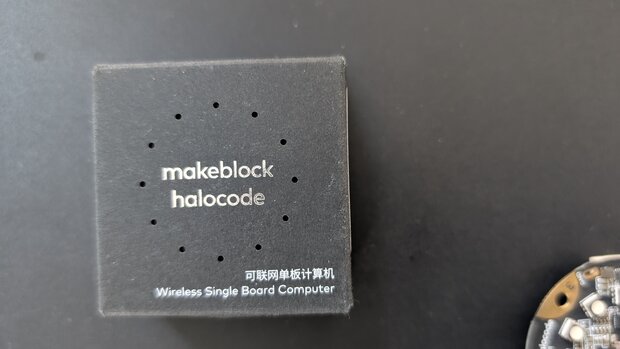 makeblock
halocode
可联网单板计算机
Wireless Single Board Computer